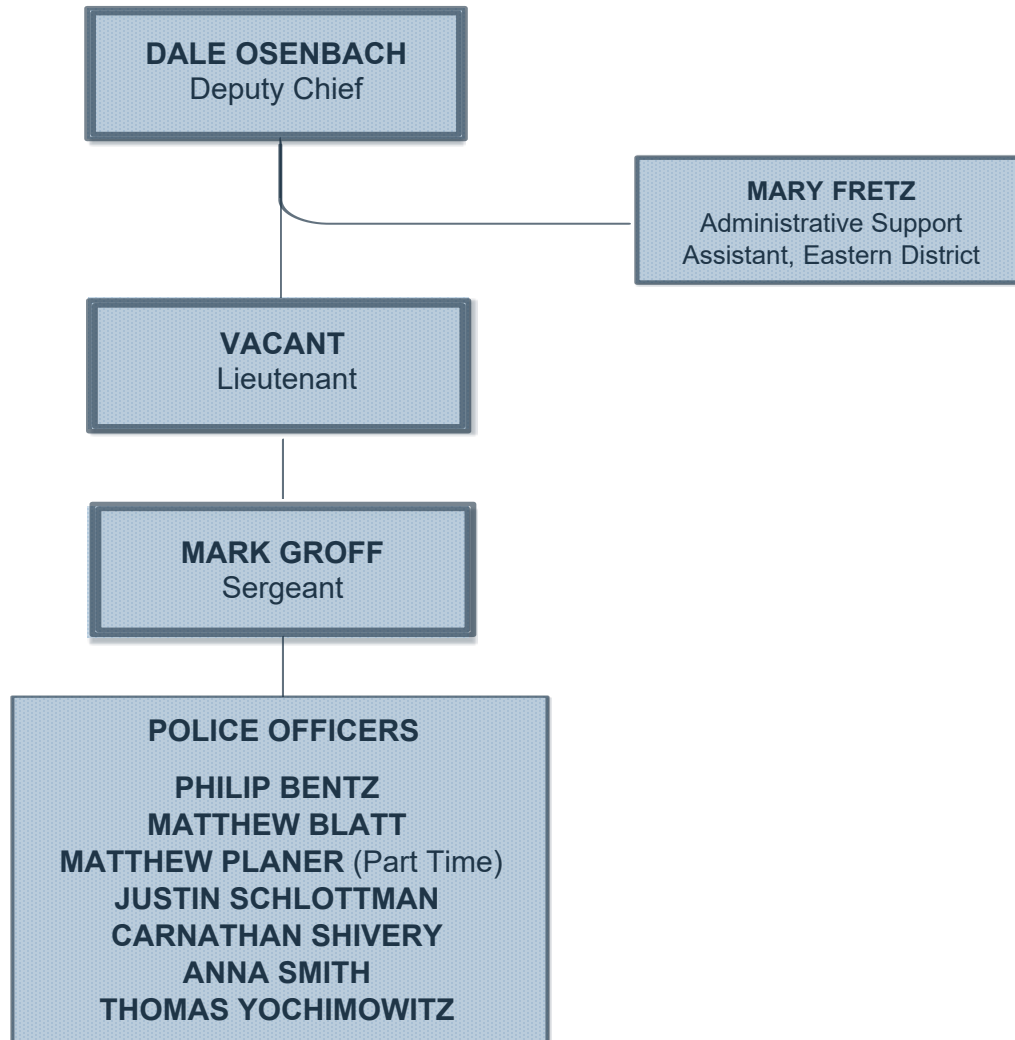 DALE OSENBACH
Deputy Chief
MARY FRETZ
Administrative Support
Assistant, Eastern District
VACANT
Lieutenant
MARK GROFF
Sergeant
POLICE OFFICERS
PHILIP BENTZ
MATTHEW BLATT
MATTHEW PLANER (Part Time)
JUSTIN SCHLOTTMAN
CARNATHAN SHIVERY
ANNA SMITH
THOMAS YOCHIMOWITZ